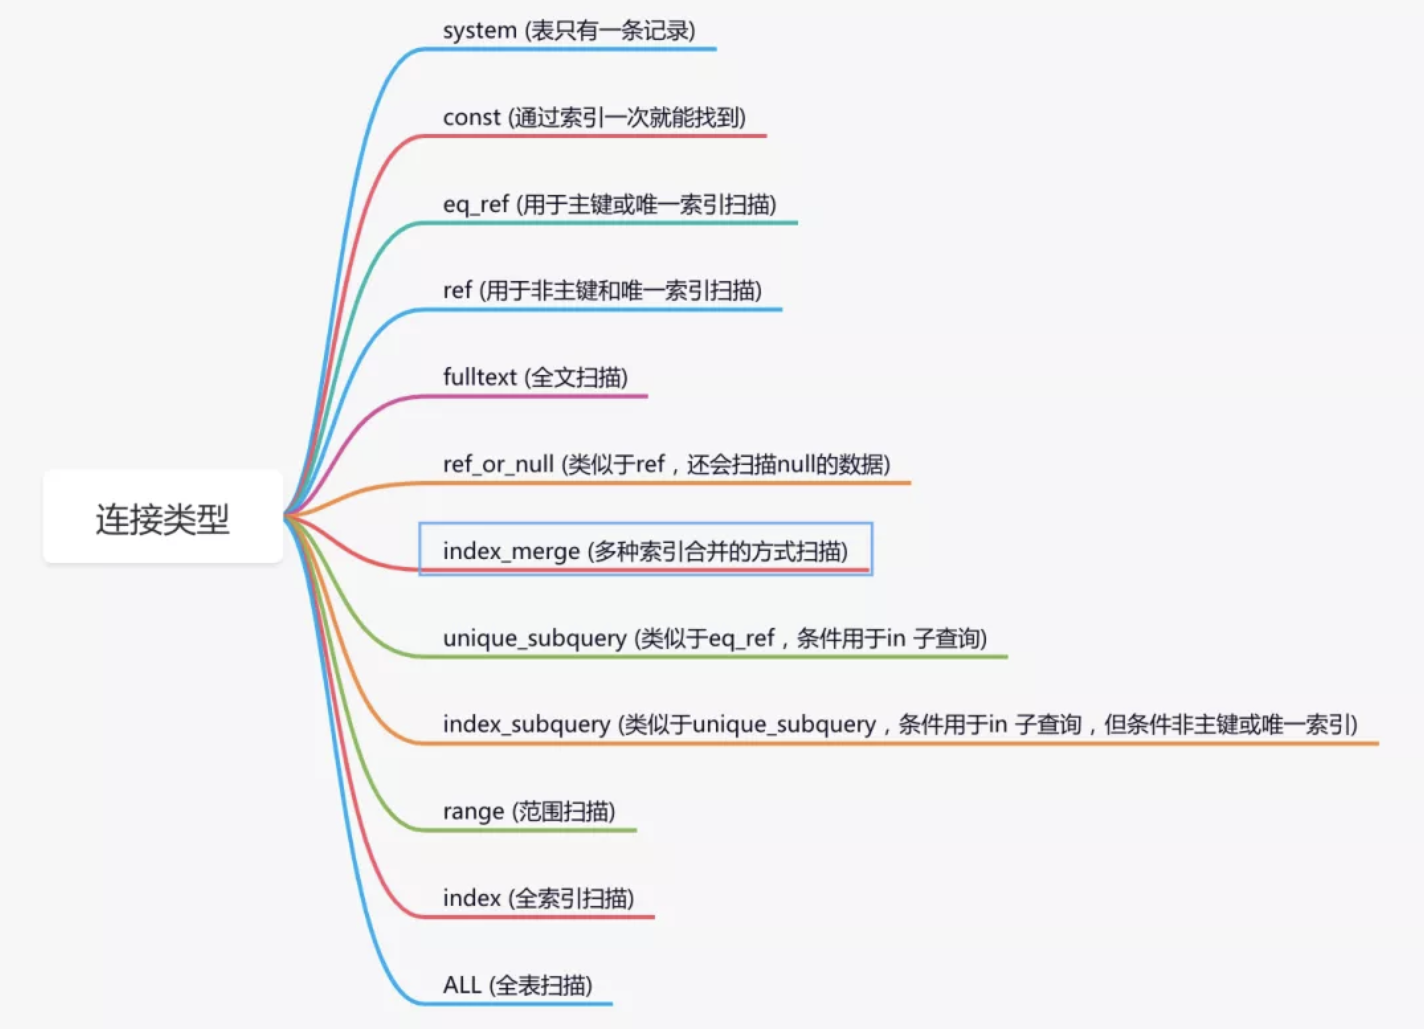 system (表只有一条记录)
const (通过索引一次就能找到)
eq_ref (用于主键或唯一索引扫描)
ref (用于非主键和唯一索引扫描)
fulltext (全文扫描)
ref_or_null (类似于ref，还会扫描null的数据)
连接类型
index_merge (多种索引合并的方式扫描)
unique_subquery (类似于eq_ref，条件用于in 子查询)
index_subquery (类似于unique_subquery，条件用于in 子查询，但条件非主键或唯一索引)
range (范围扫描)
index (全索引扫描)
ALL (全表扫描)